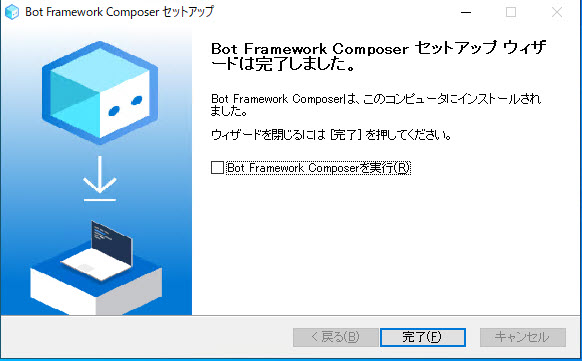 Bot Framework Composer セットアップ
Bot Framework Composer セットアップ ウィザ
ードは完了しました。
Bot Framework Composerは、このコンピュータにインストールされ
ました。
ウィザードを閉じるには [完了] を押してください。
Bot Framework Composerを実行(R)
< 戻る(B)
完了(F)
キャンセル